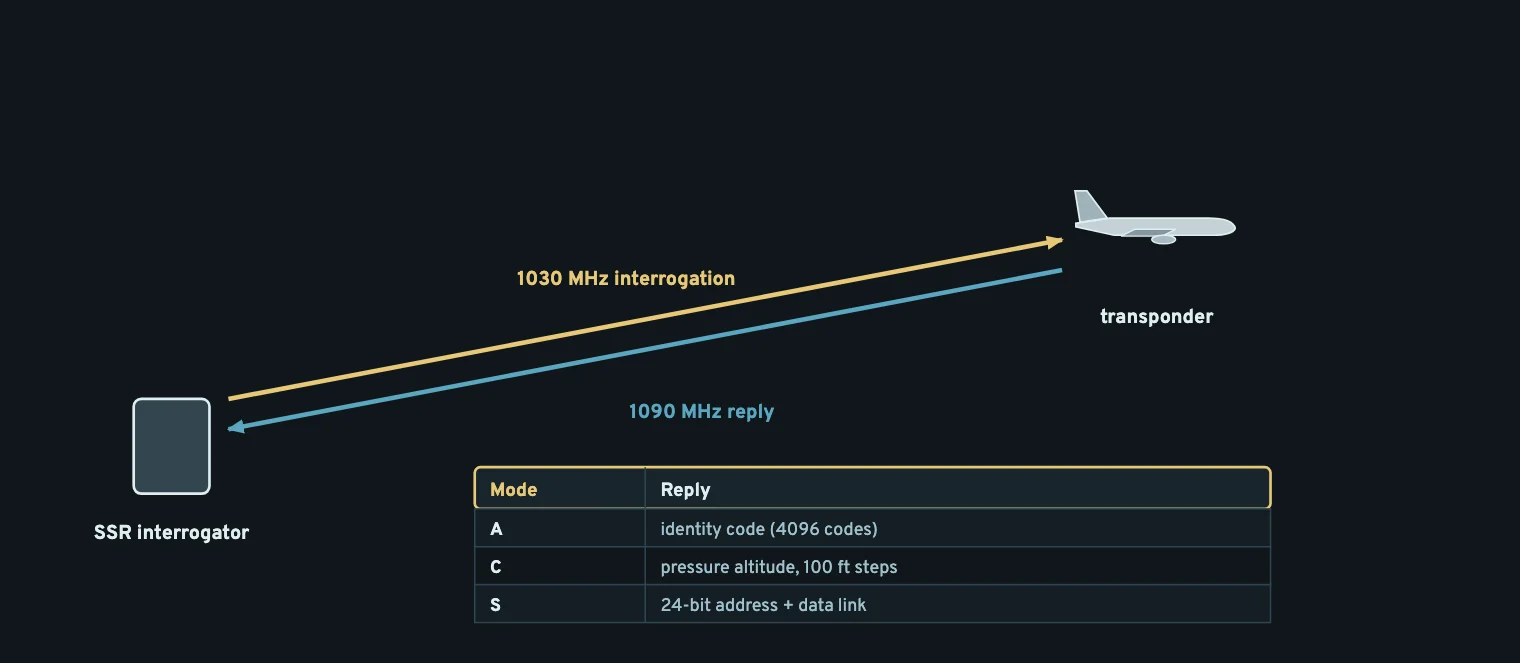 1030 MHz interrogation
transponder
1090 MHz reply
SSR interrogator
Mode Reply
A identity code (4096 codes)
C pressure altitude, 100 ft steps
S 24-bit address + data link